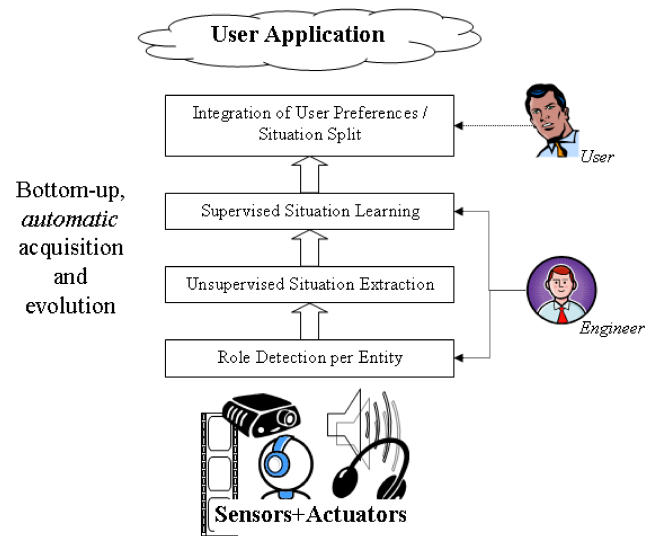 User Application
Integration of User Preferences /
Situation Split
User
Bottom-up,
automatic
acquisition
and
evolution
Supervised Situation Learning
Unsupervised Situation Extraction
Engineer
Role Detection per Entity
Sensors+Actuators